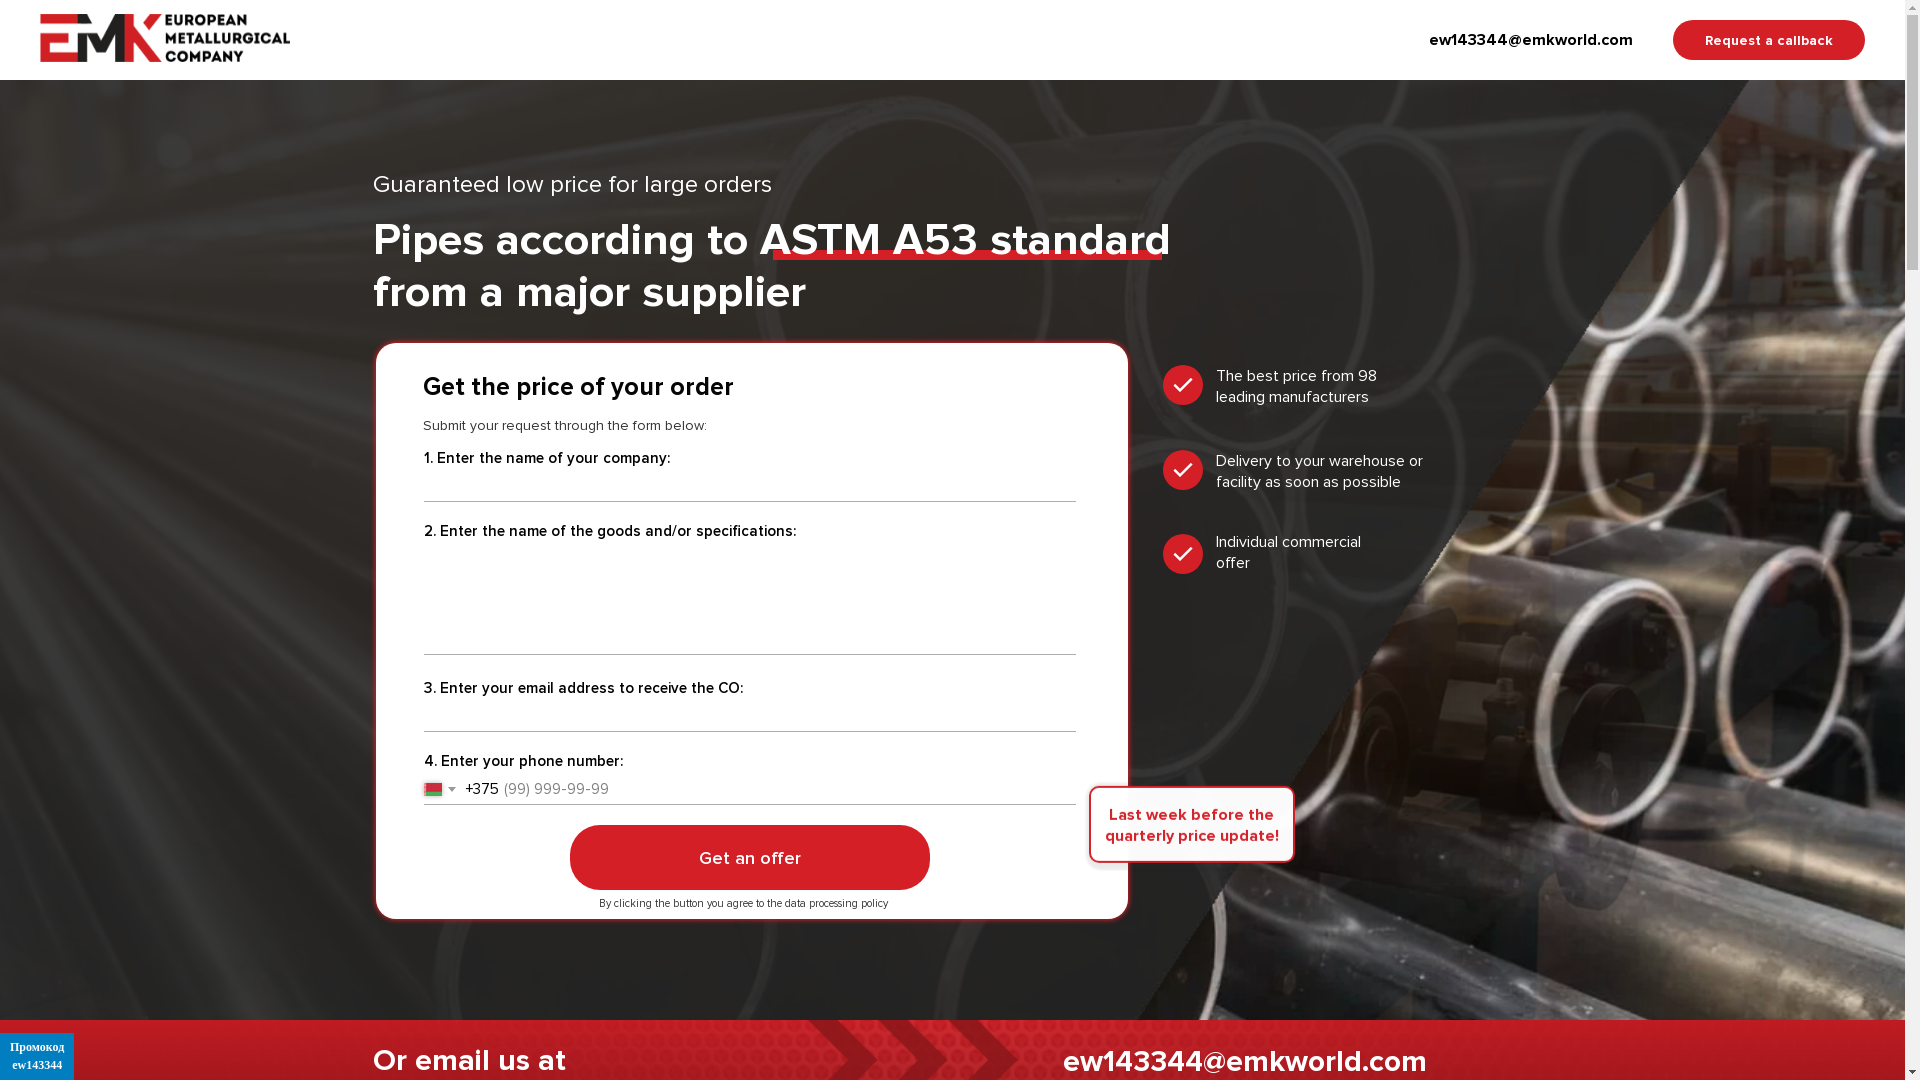 EMK EUROPEAN
METALLURGICAL
COMPANY
ew143344@emkworld.com
Request a callback
Guaranteed low price for large orders
Pipes according to ASTM A53 standard
from a major supplier
Get the price of your order
Submit your request through the form below:
1. Enter the name of your company:
2. Enter the name of the goods and/or specifications:
3. Enter your email address to receive the CO:
4. Enter your phone number:
+375 (99) 999-99-99
Get an offer
By clicking the button you agree to the data processing policy
The best price from 98
leading manufacturers
Delivery to your warehouse or
facility as soon as possible
Individual commercial
offer
Last week before the
quarterly price update!
Or email us at
ew143344@emkworld.com
Промокод
ew143344